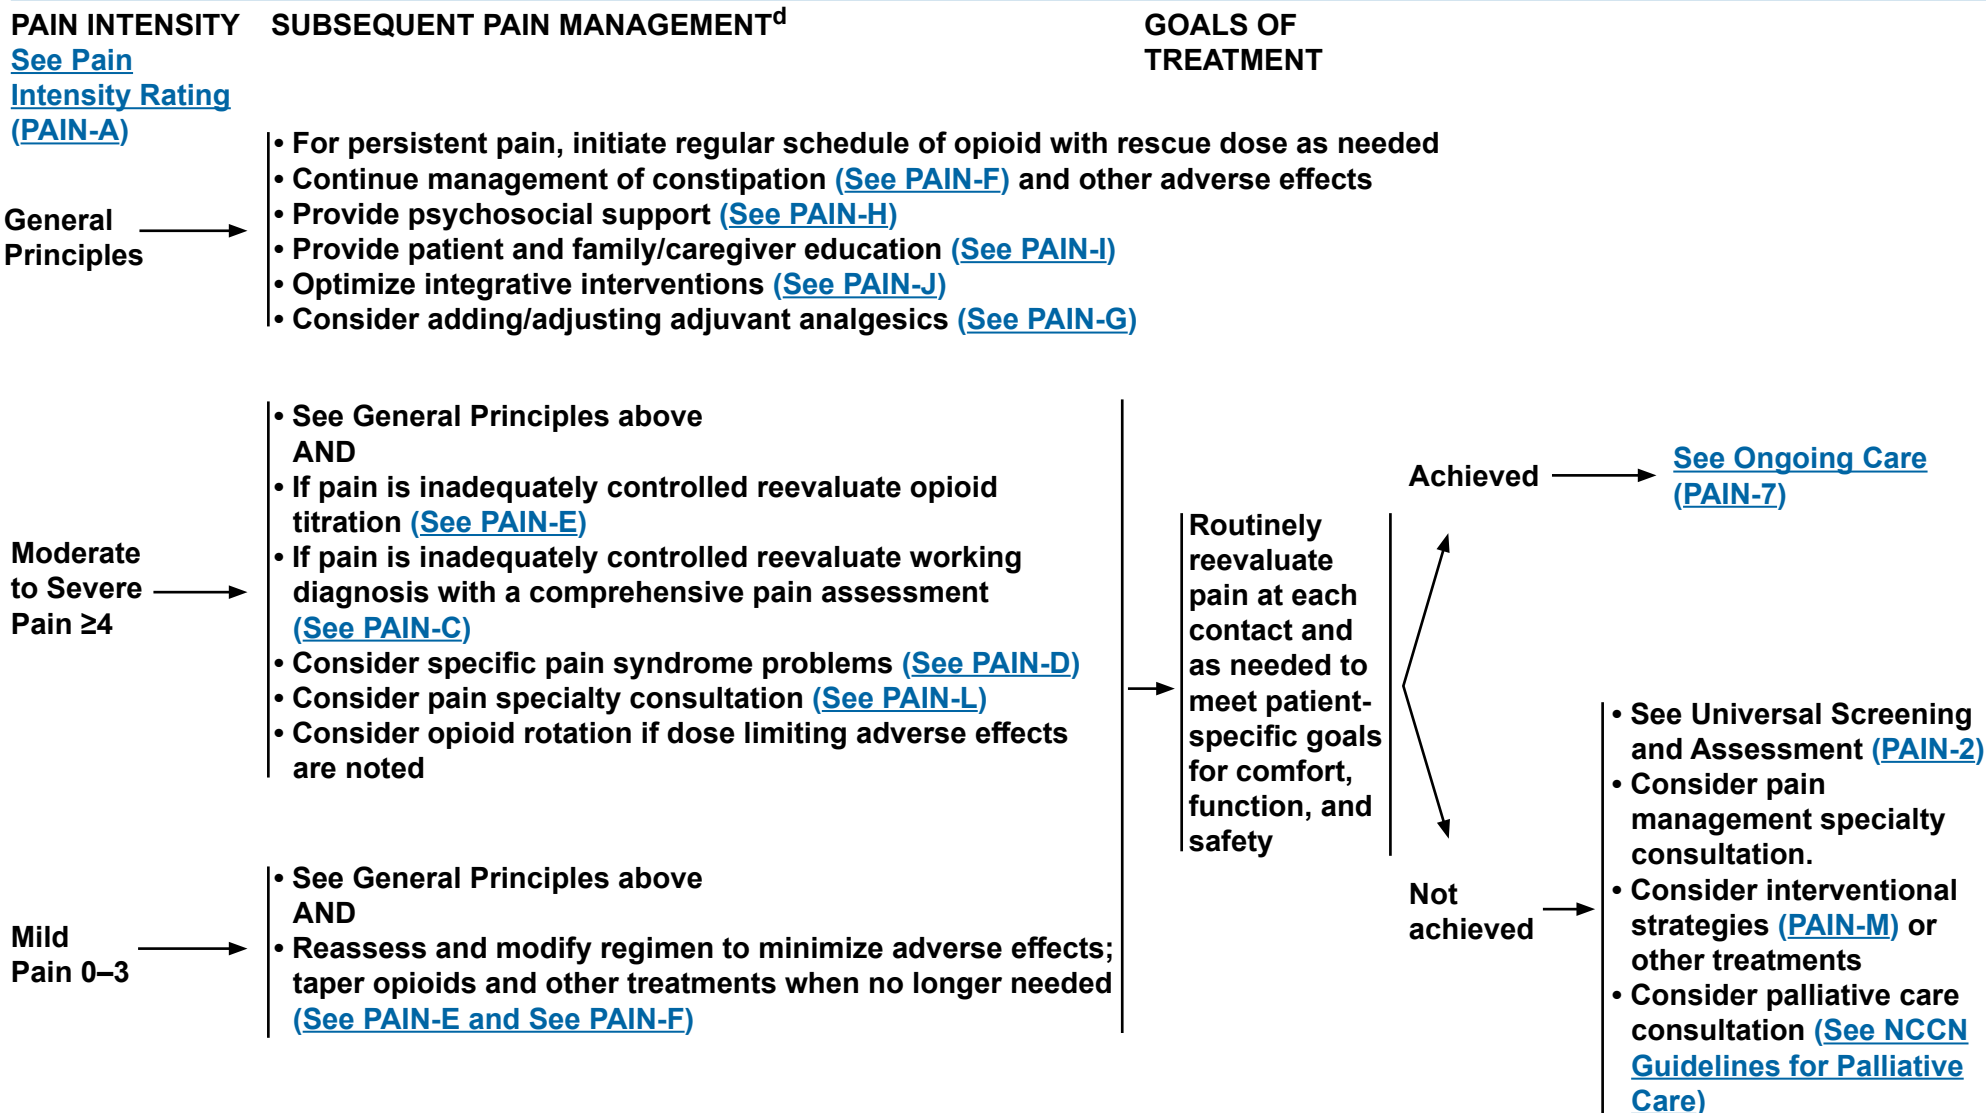 PAIN INTENSITY
See Pain
Intensity Rating
(PAIN-A)
SUBSEQUENT PAIN MANAGEMENTd
GOALS OF
TREATMENT
General
Principles
• For persistent pain, initiate regular schedule of opioid with rescue dose as needed
• Continue management of constipation (See PAIN-F) and other adverse effects
• Provide psychosocial support (See PAIN-H)
• Provide patient and family/caregiver education (See PAIN-I)
• Optimize integrative interventions (See PAIN-J)
• Consider adding/adjusting adjuvant analgesics (See PAIN-G)
Moderate
to Severe
Pain ≥4
• See General Principles above
AND
• If pain is inadequately controlled reevaluate opioid
titration (See PAIN-E)
• If pain is inadequately controlled reevaluate working
diagnosis with a comprehensive pain assessment
(See PAIN-C)
• Consider specific pain syndrome problems (See PAIN-D)
• Consider pain specialty consultation (See PAIN-L)
• Consider opioid rotation if dose limiting adverse effects
are noted
Mild
Pain 0–3
• See General Principles above
AND
• Reassess and modify regimen to minimize adverse effects;
taper opioids and other treatments when no longer needed
(See PAIN-E and See PAIN-F)
Routinely
reevaluate
pain at each
contact and
as needed to
meet patient-
specific goals
for comfort,
function, and
safety
Achieved
See Ongoing Care
(PAIN-7)
Not
achieved
• See Universal Screening
and Assessment (PAIN-2)
• Consider pain
management specialty
consultation.
• Consider interventional
strategies (PAIN-M) or
other treatments
• Consider palliative care
consultation (See NCCN
Guidelines for Palliative
Care)